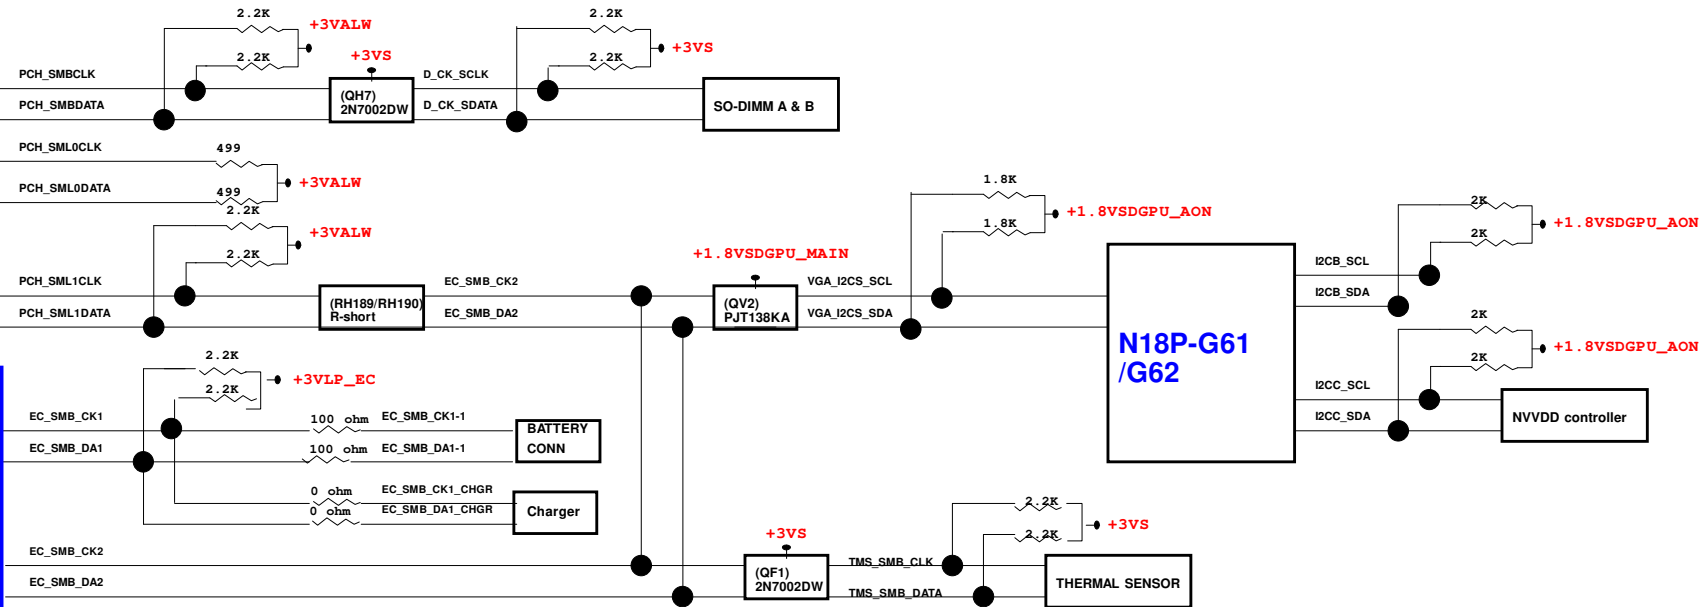 2.2K
+3VALW
2.2K
+3VS
PCH_SMBCLK
PCH_SMBDATA
(QH7)
2N7002DW
D_CK_SCLK
D_CK_SDATA
2.2K
+3VS
2.2K
SO-DIMM A & B
PCH_SML0CLK
499
+3VALW
PCH_SML0DATA
499
2.2K
+3VALW
2.2K
PCH_SML1CLK
PCH_SML1DATA
(RH189/RH190)
R-short
EC_SMB_CK2
EC_SMB_DA2
+1.8VSDGPU_MAIN
(QV2)
PJT138KA
VGA_I2CS_SCL
VGA_I2CS_SDA
1.8K
+1.8VSDGPU_AON
1.8K
N18P-G61
/G62
2K
+1.8VSDGPU_AON
2K
I2CB_SCL
I2CB_SDA
2K
+1.8VSDGPU_AON
2K
I2CC_SCL
I2CC_SDA
NVVDD controller
2.2K
+3VLP_EC
2.2K
EC_SMB_CK1
EC_SMB_DA1
100 ohm
EC_SMB_CK1-1
100 ohm
EC_SMB_DA1-1
BATTERY
CONN
0 ohm
EC_SMB_CK1_CHGR
0 ohm
EC_SMB_DA1_CHGR
Charger
EC_SMB_CK2
EC_SMB_DA2
+3VS
(QF1)
2N7002DW
TMS_SMB_CLK
TMS_SMB_DATA
2.2K
+3VS
2.2K
THERMAL SENSOR